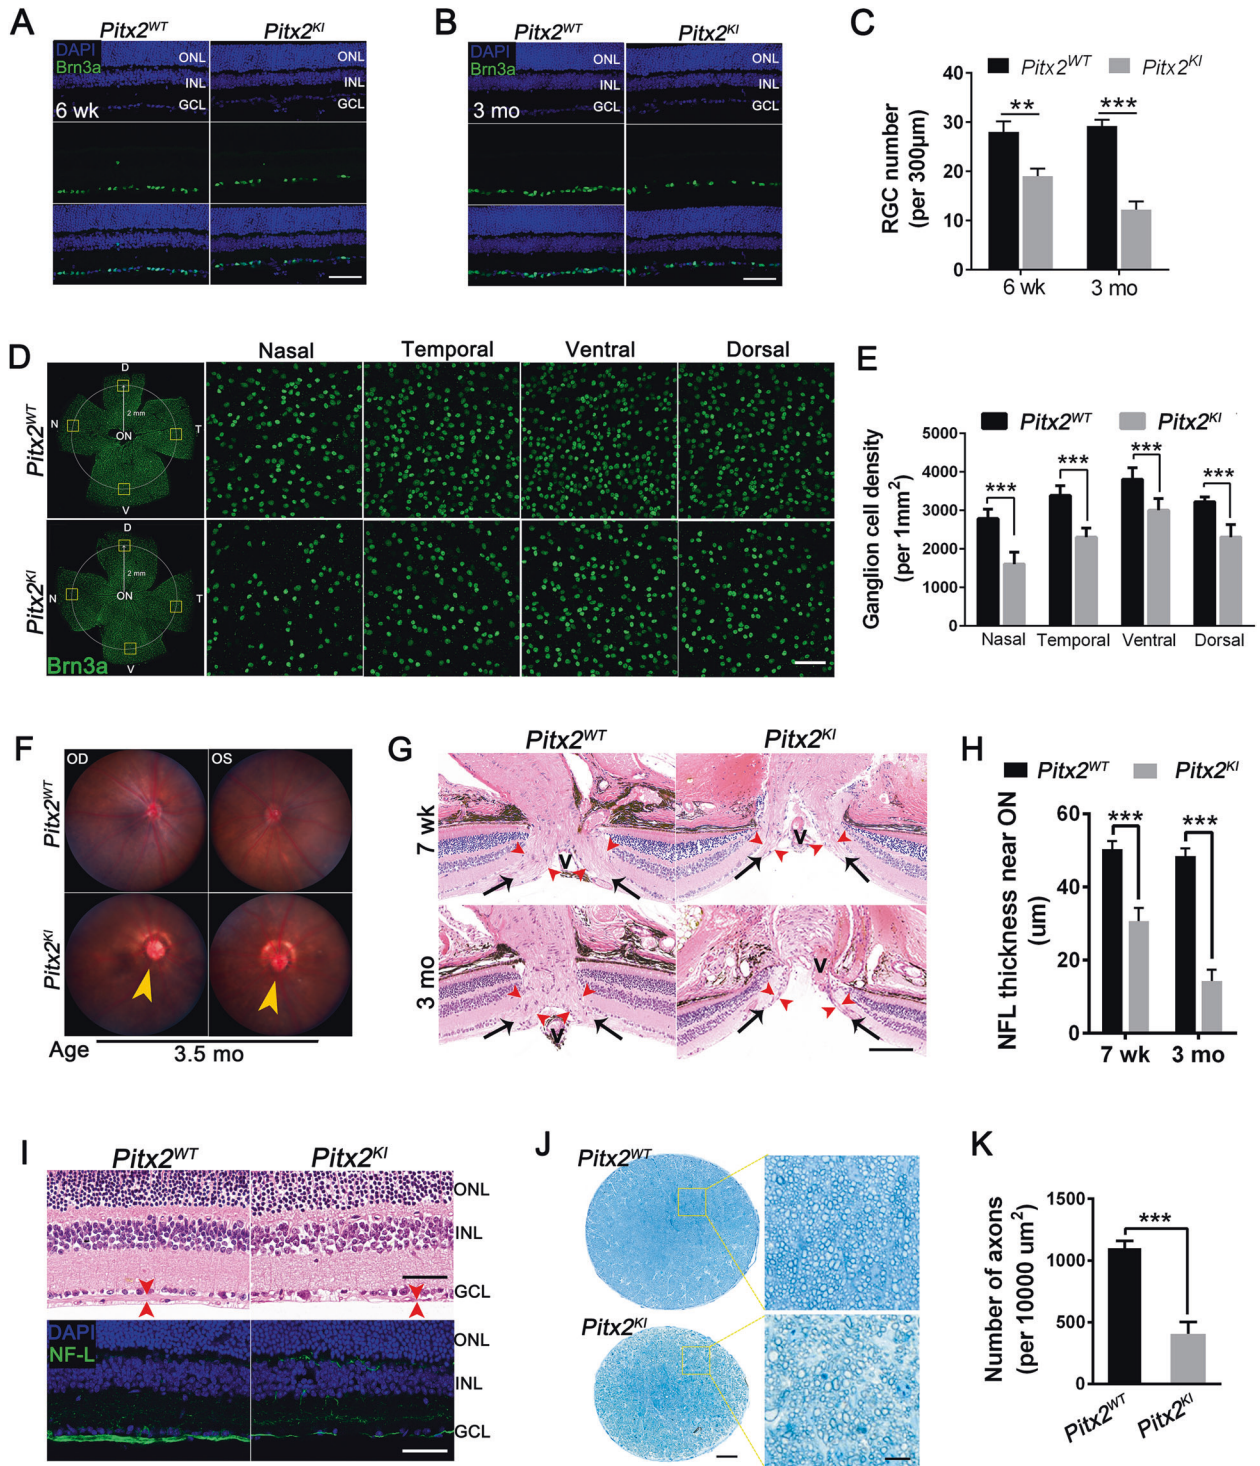 A
Pitx2WT
Pitx2KI
DAPI
Brn3a
ONL
ONL
INL
INL
GCL
GCL
6 wk
B
Pitx2WT
Pitx2KI
DAPI
Brn3a
ONL
ONL
INL
INL
GCL
GCL
3 mo
C
Pitx2WT
Pitx2KI
RGC number
(per 300µm)
40
30
20
10
0
**
***
6 wk
3 mo
D
Nasal
Temporal
Ventral
Dorsal
Pitx2WT
D
N
2 mm
ON
T
V
Pitx2KI
D
N
2 mm
ON
T
V
Brn3a
E
Pitx2WT
Pitx2KI
Ganglion cell density
(per 1mm2)
5000
4000
3000
2000
1000
0
***
***
***
***
Nasal
Temporal
Ventral
Dorsal
F
OD
OS
Pitx2WT
Pitx2KI
Age
3.5 mo
G
Pitx2WT
Pitx2KI
7 wk
V
V
3 mo
V
V
H
Pitx2WT
Pitx2KI
NFL thickness near ON
(um)
60
40
20
0
***
***
7 wk
3 mo
I
Pitx2WT
Pitx2KI
ONL
INL
GCL
DAPI
NF-L
ONL
INL
GCL
J
Pitx2WT
Pitx2KI
K
Number of axons
(per 10000 um2)
1500
1000
500
0
***
Pitx2WT
Pitx2KI